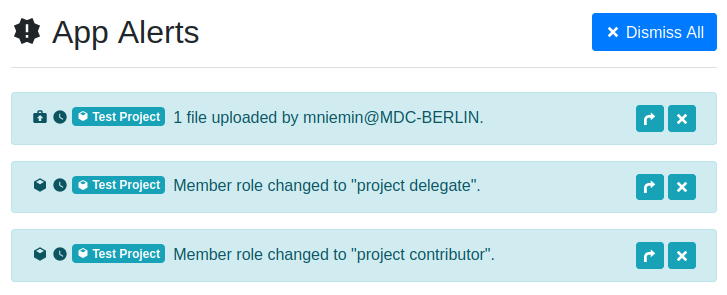 App Alerts
Dismiss All
Test Project 1 file uploaded by mniemin@MDC-BERLIN.
Test Project Member role changed to "project delegate".
Test Project Member role changed to "project contributor".